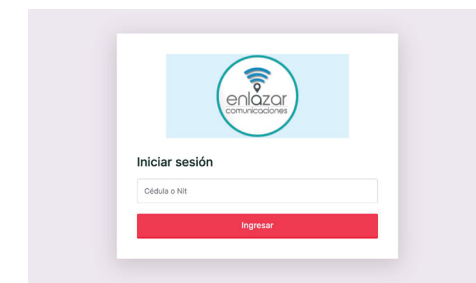 enlazar
comunicaciones
Iniciar sesión
Cédula o Nit
Ingresar